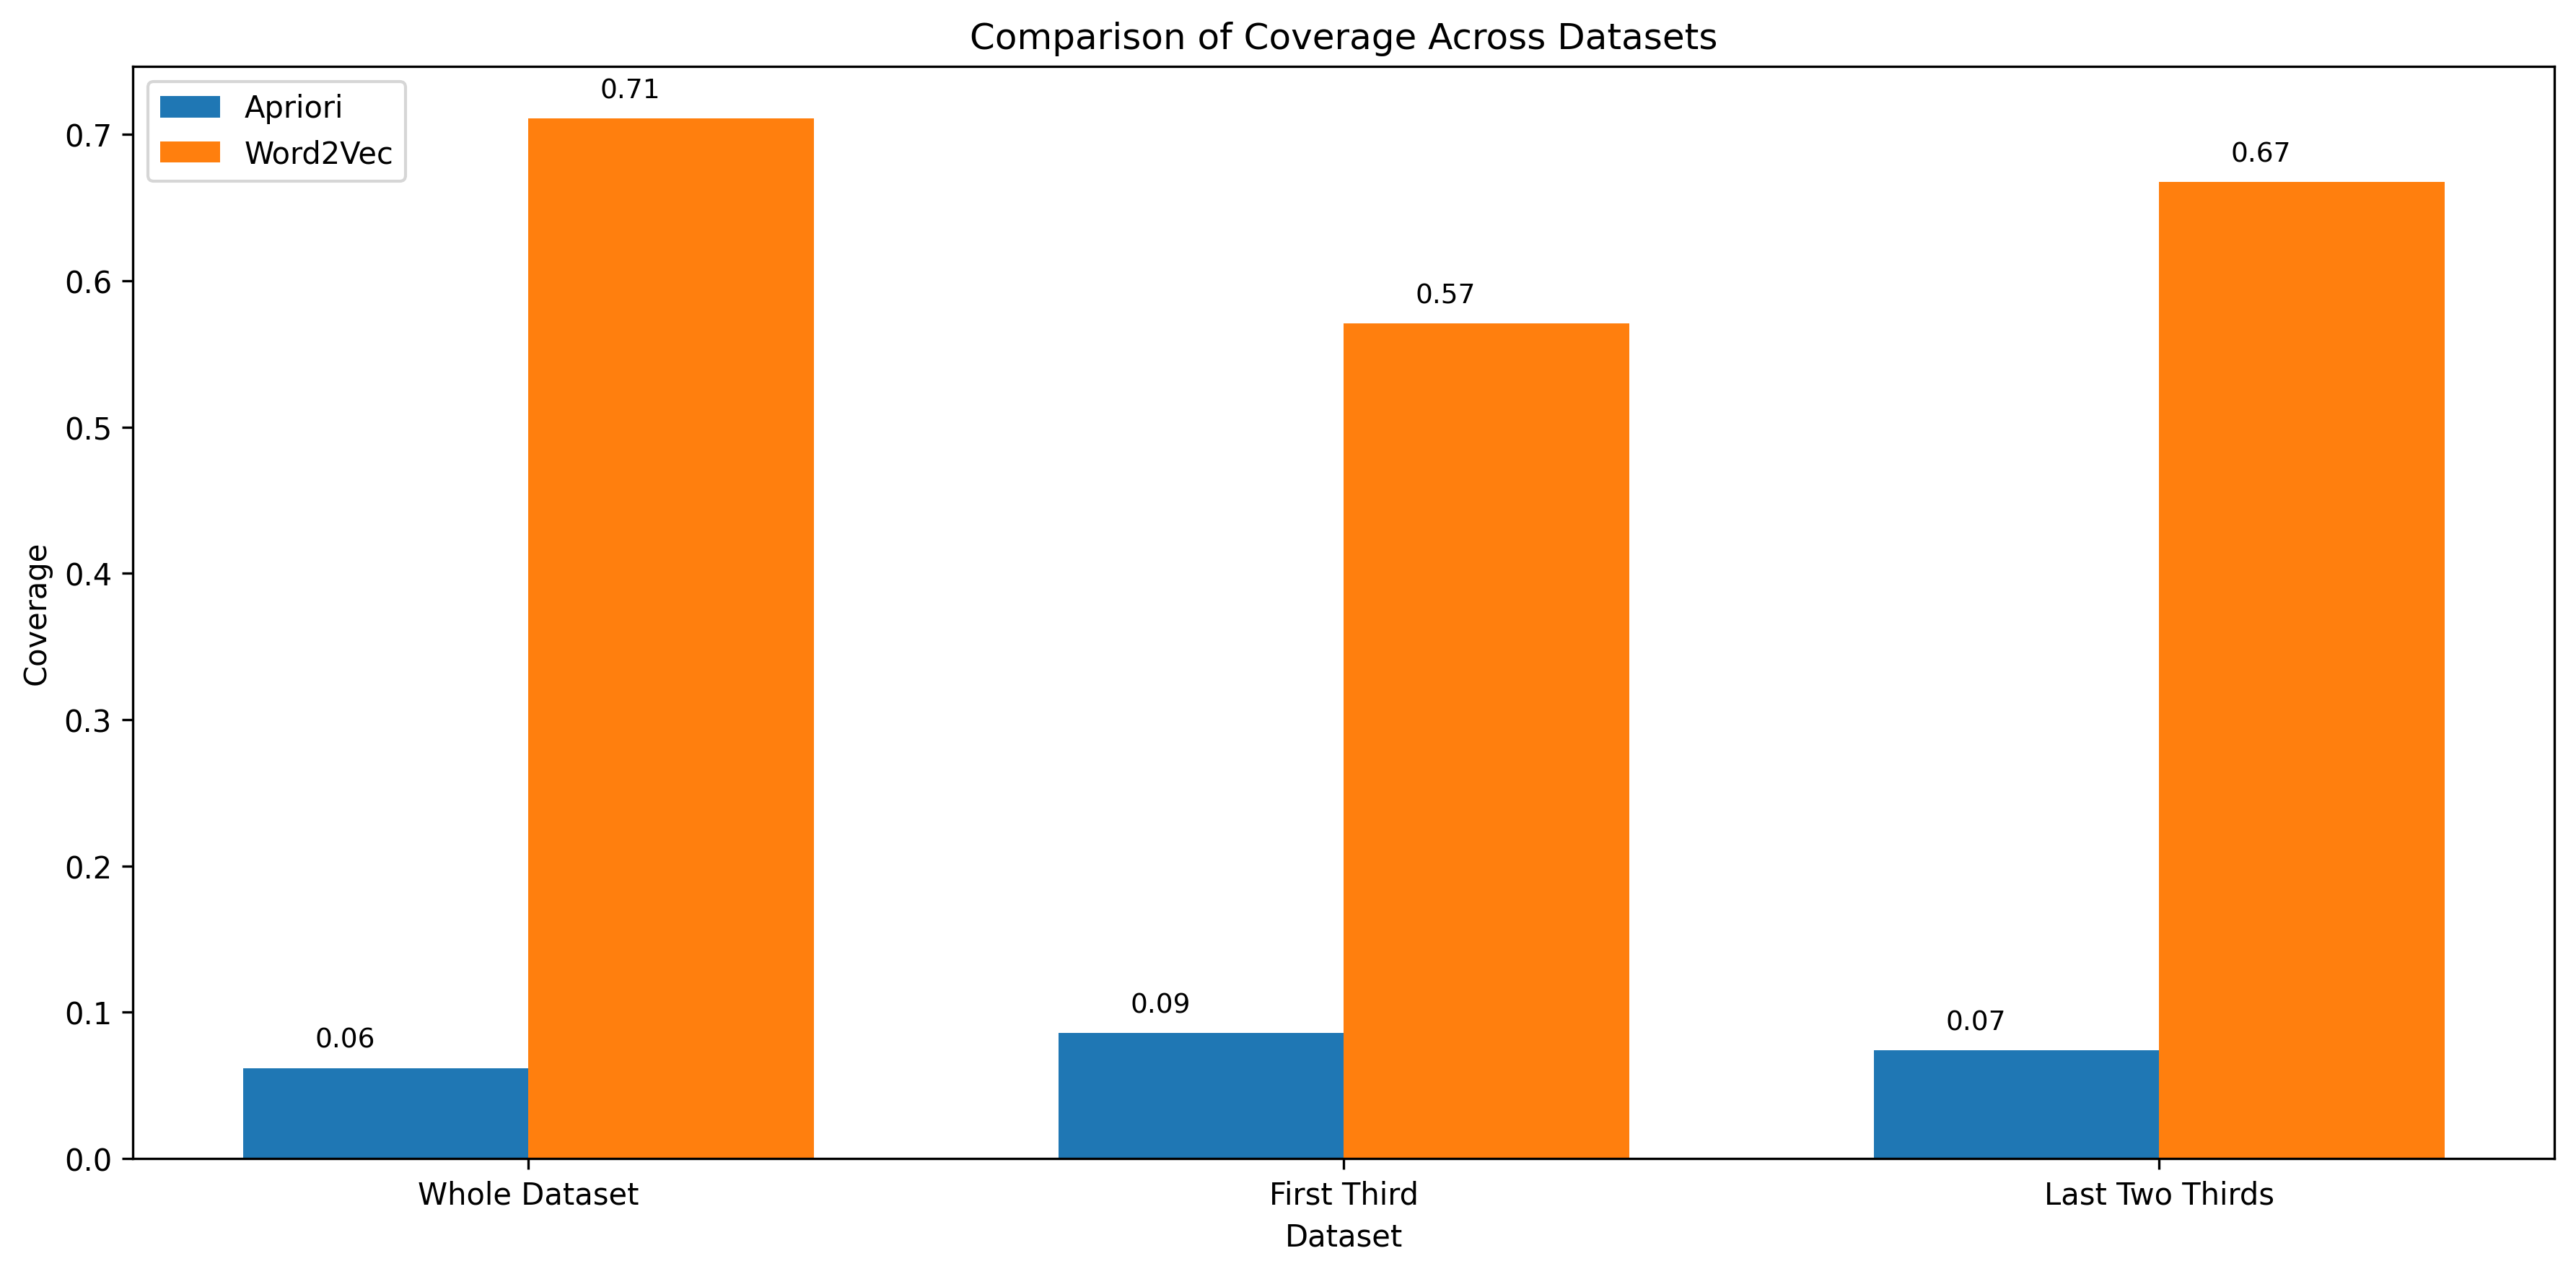 Comparison of Coverage Across Datasets
Apriori
Word2Vec
Coverage
0.7
0.6
0.5
0.4
0.3
0.2
0.1
0.0
0.06
0.71
0.09
0.57
0.07
0.67
Whole Dataset
First Third
Last Two Thirds
Dataset